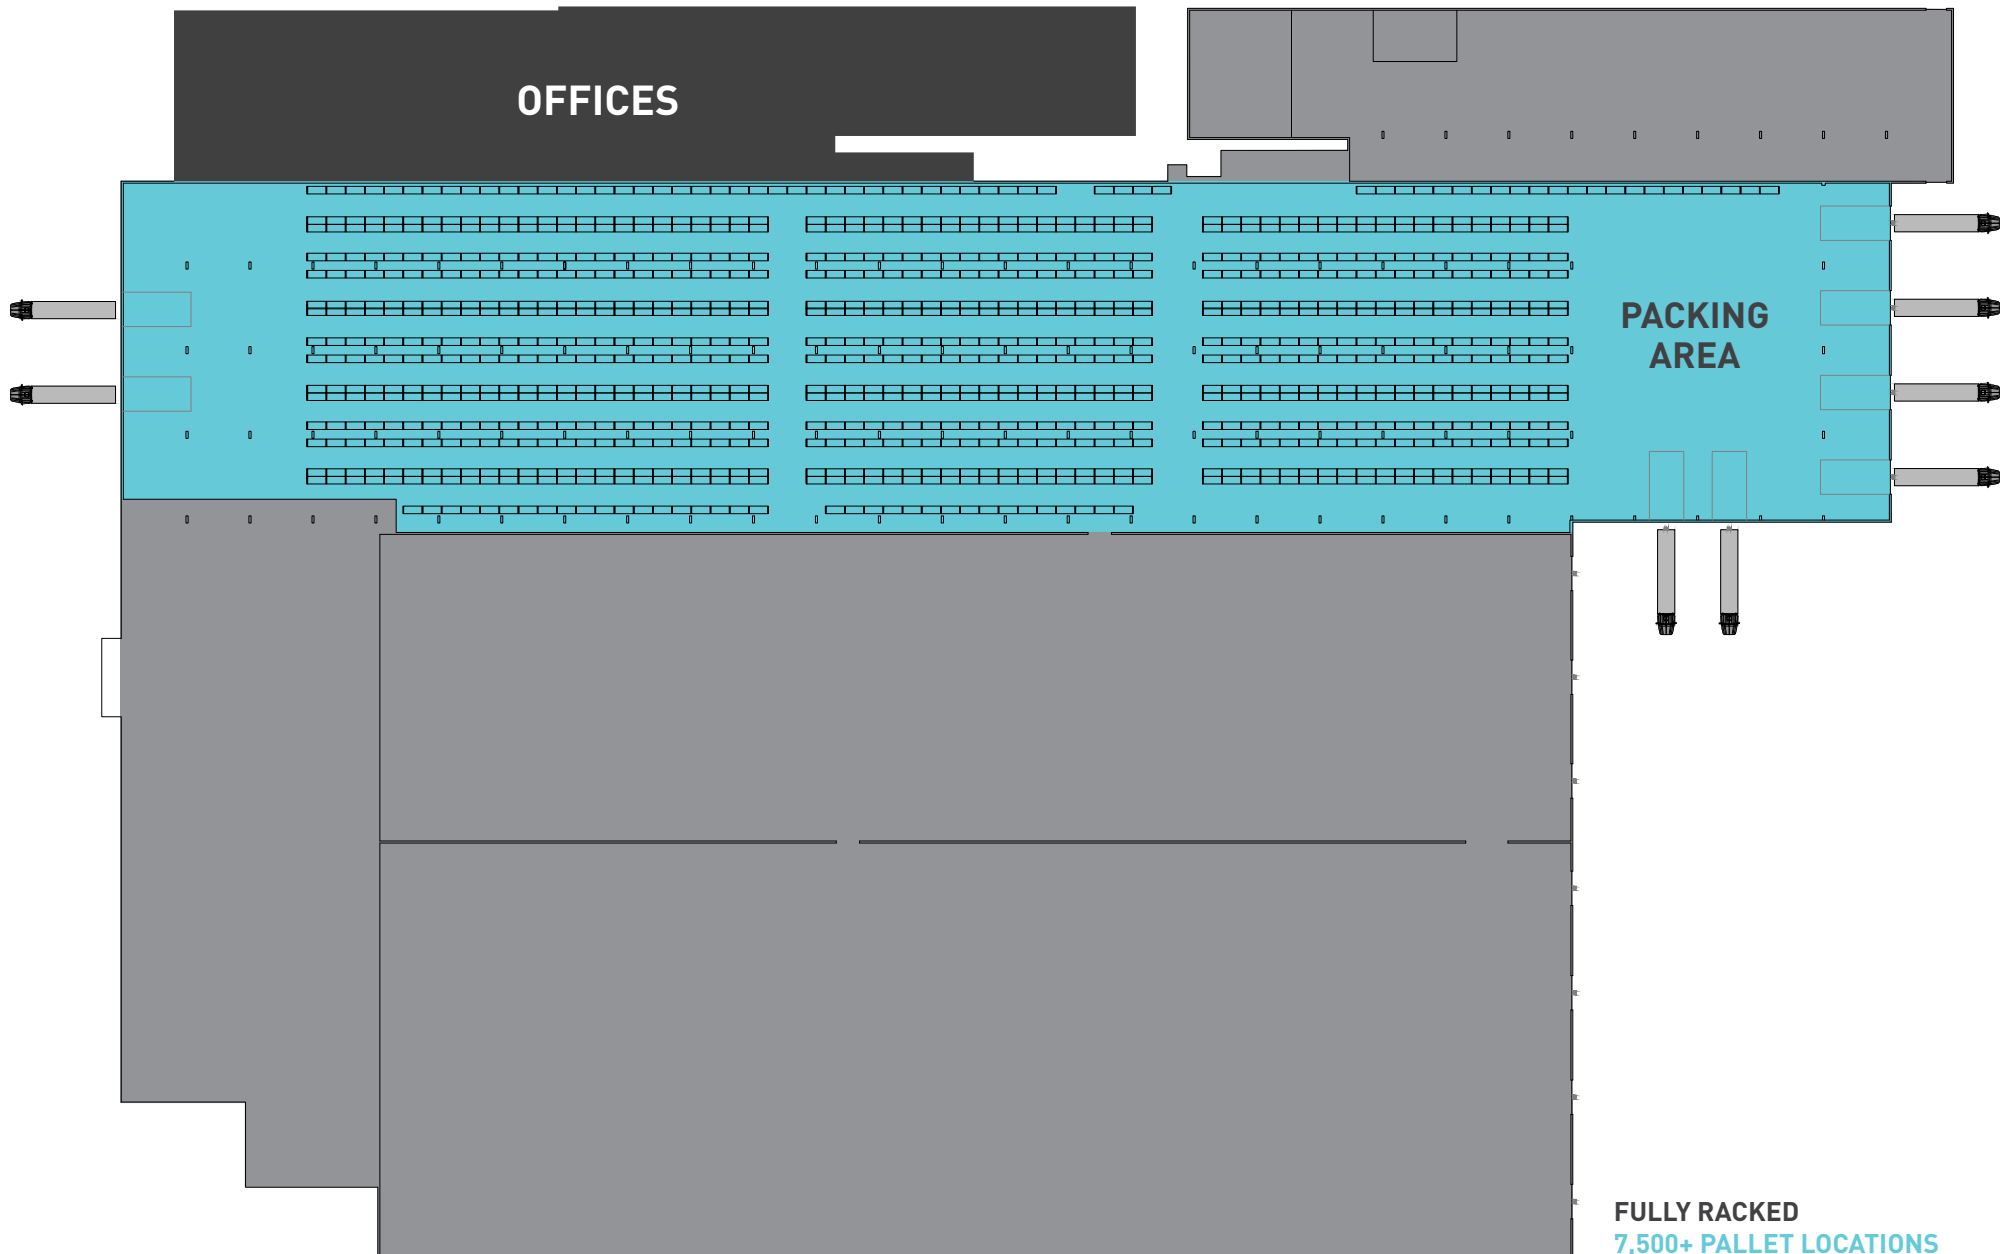 OFFICES
PACKING
AREA
FULLY RACKED
7,500+ PALLET LOCATIONS